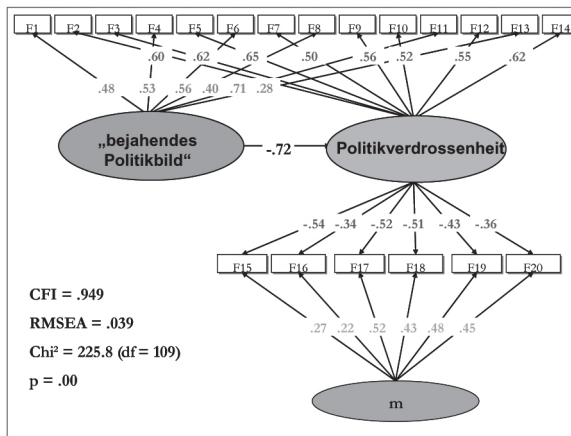 F1 F2 F3 F4 F5 F6 F7 F8 F9 F10 F11 F12 F13 F14
.60 .62 .65 .50 .56 .52 .55 .62
.48 .53 .56 .40 .71 .28
„bejahendes
Politikbild“
-.72
Politikverdrossenheit
-.54 -.34 -.52 -.51 -.43 -.36
F15 F16 F17 F18 F19 F20
CFI = .949
RMSEA = .039
Chi² = 225.8 (df = 109)
p = .00
.27 .22 .52 .43 .48 .45
m